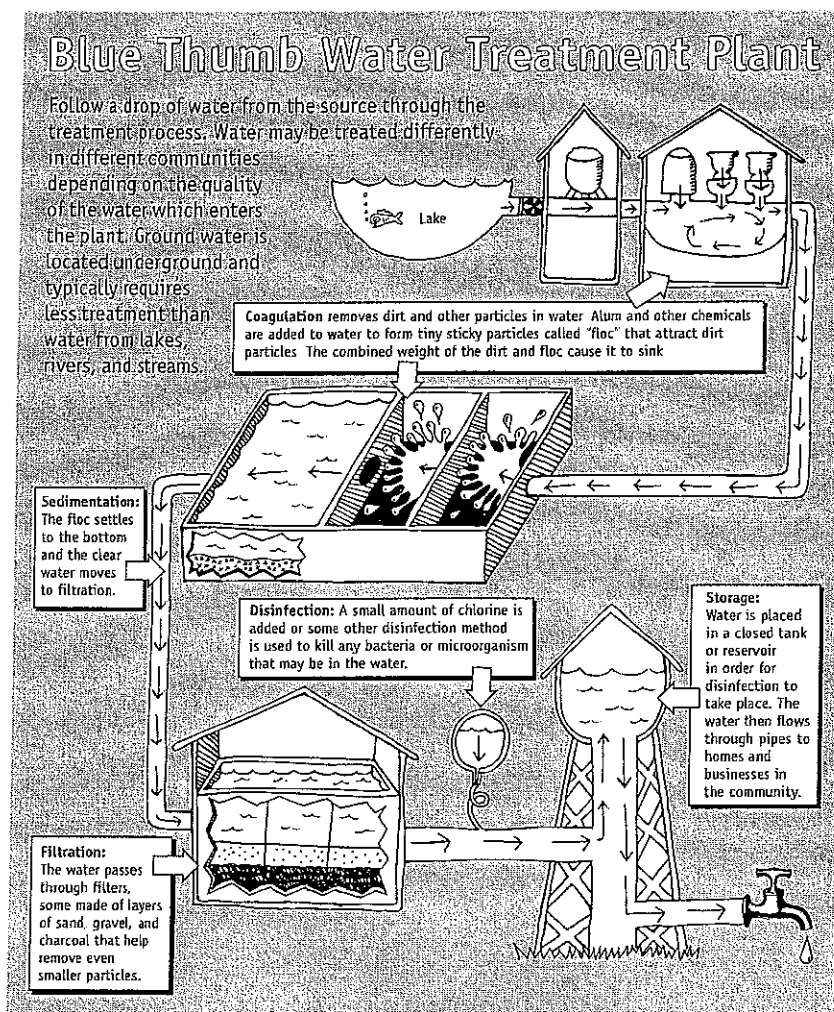 Blue Thumb Water Treatment Plant
Follow a drop of water from the source through the
treatment process. Water may be treated differently
in different communities
depending on the quality
of the water which enters
the plant. Ground water is
located underground and
typically requires
less treatment than
water from lakes,
rivers, and streams.
Lake
Coagulation removes dirt and other particles in water Alum and other chemicals
are added to water to form tiny sticky particles called "floc" that attract dirt
particles The combined weight of the dirt and floc cause it to sink
Sedimentation:
The floc settles
to the bottom
and the clear
water moves
to filtration.
Disinfection: A small amount of chlorine is
added or some other disinfection method
is used to kill any bacteria or microorganism
that may be in the water.
Storage:
Water is placed
in a closed tank
or reservoir
in order for
disinfection to
take place. The
water then flows
through pipes to
homes and
businesses in
the community.
Filtration:
The water passes
through filters,
some made of layers
of sand, gravel, and
charcoal that help
remove even
smaller particles.